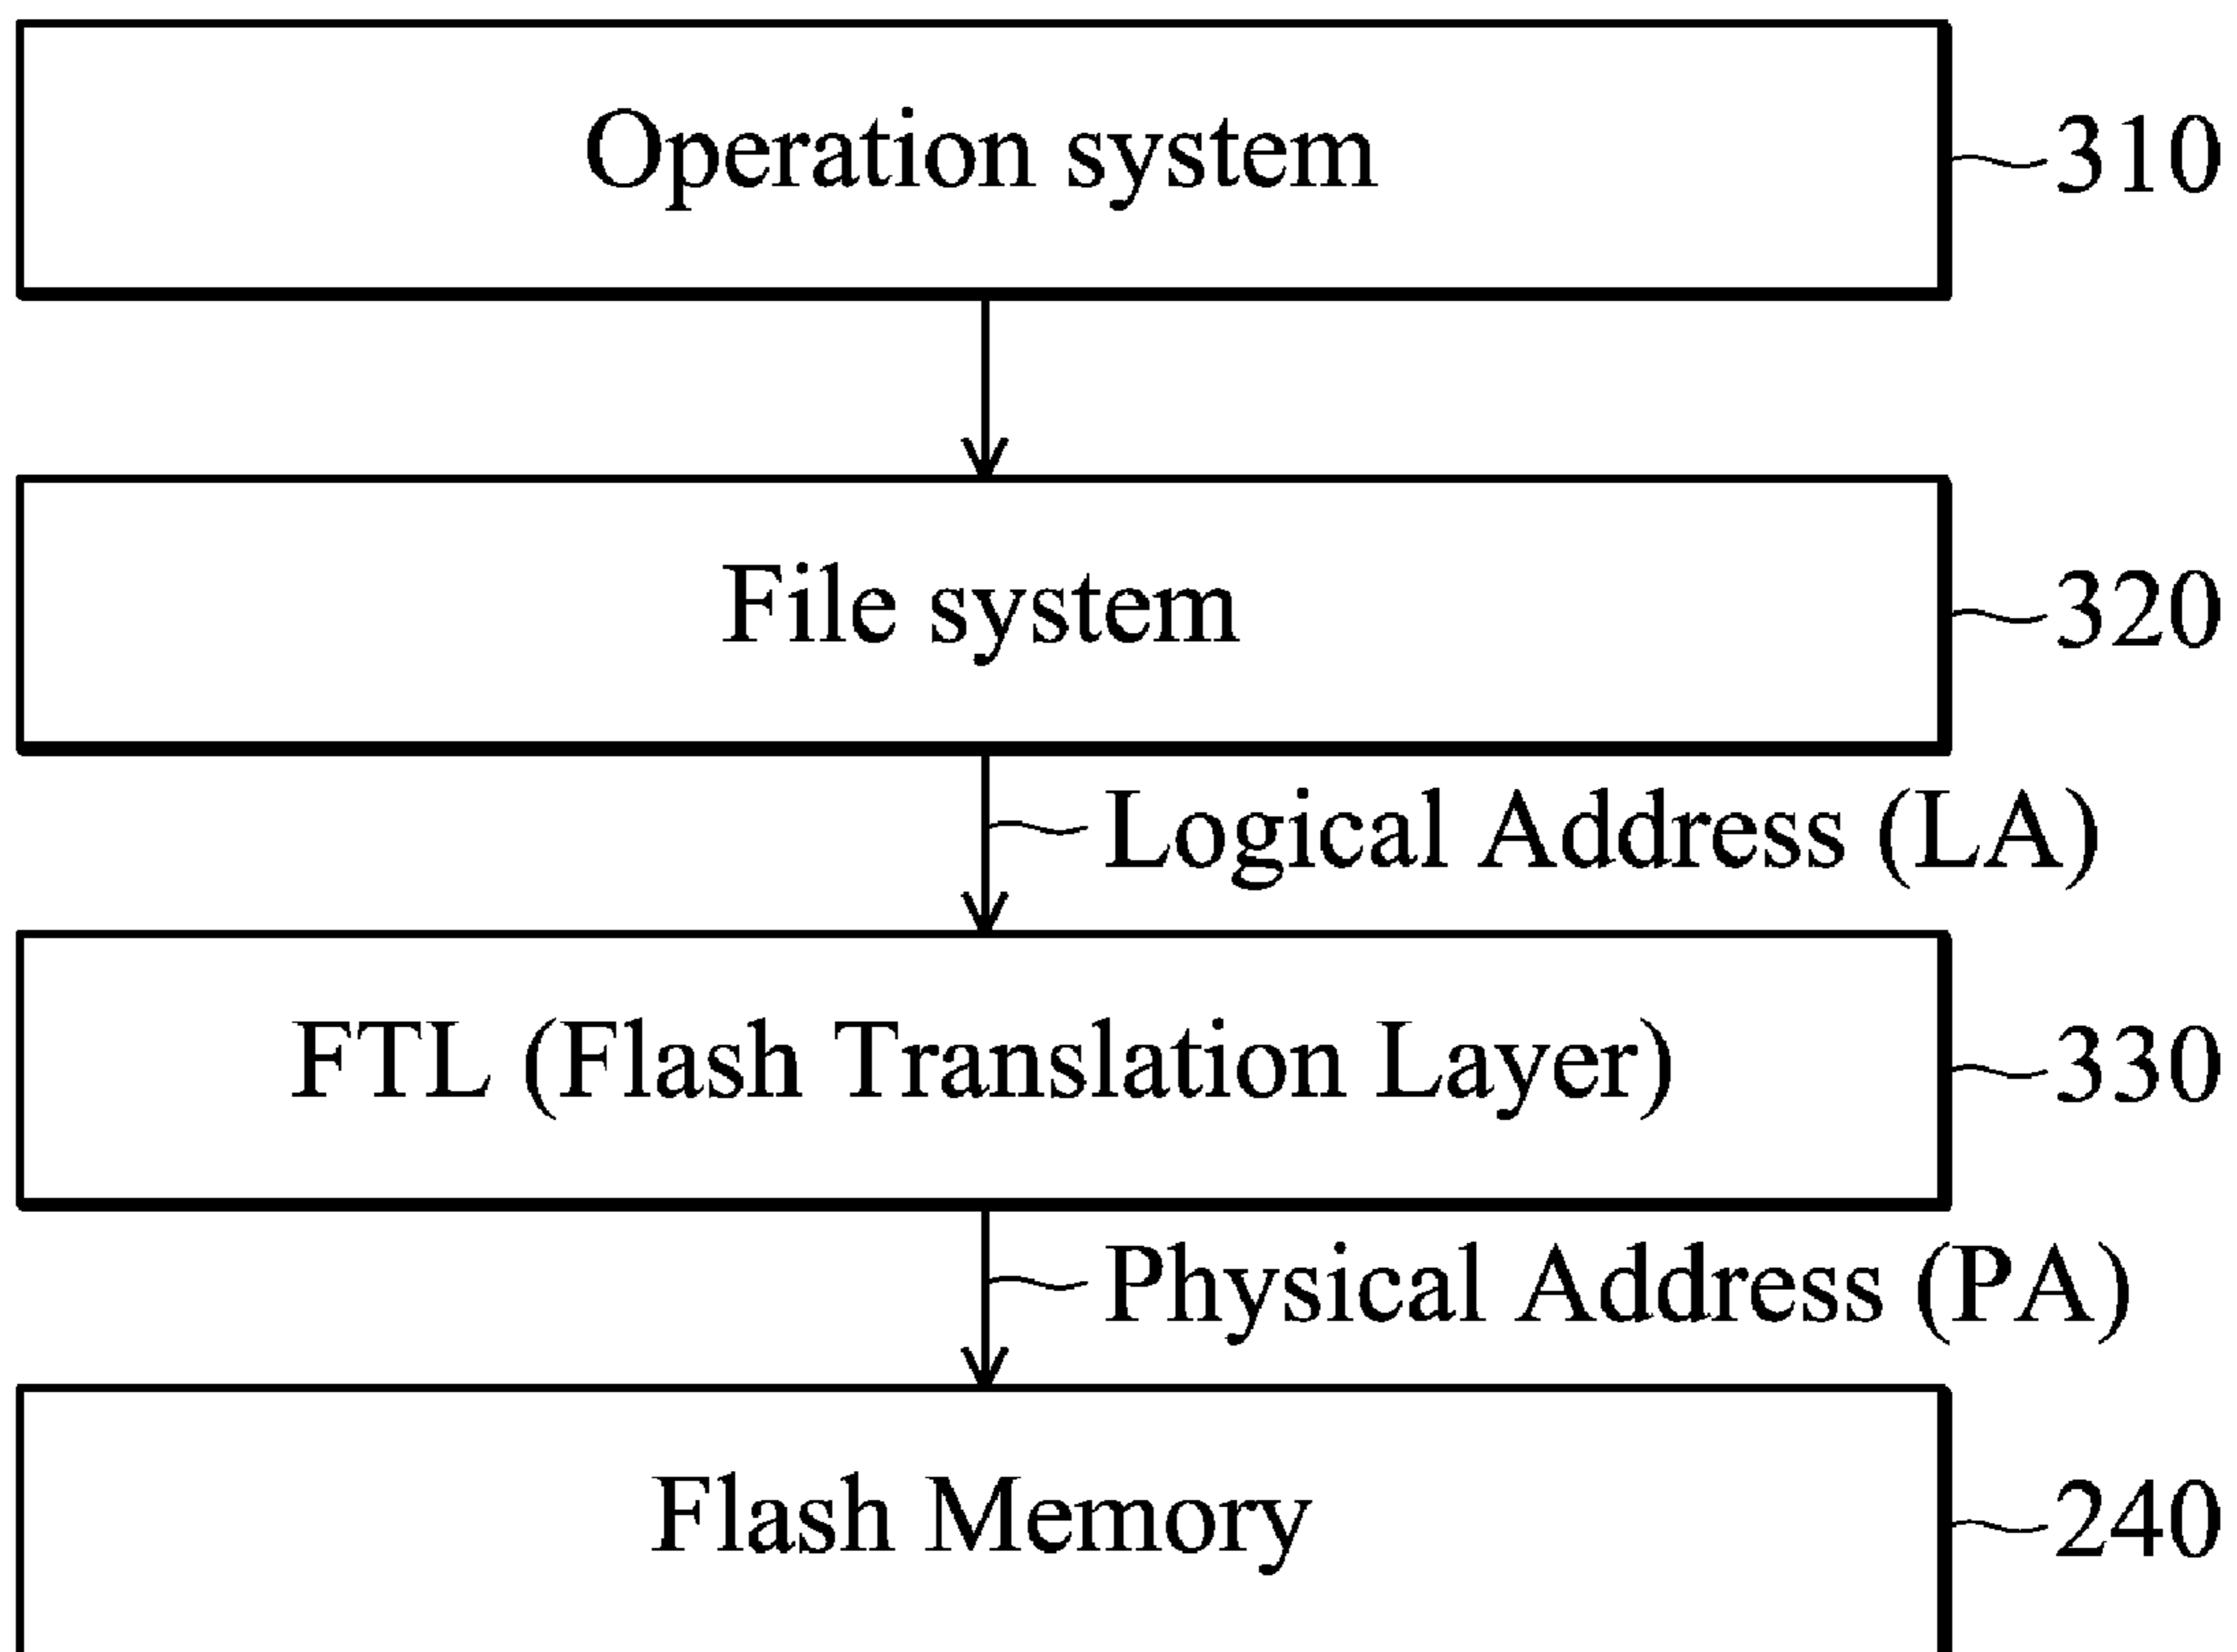 Operation system 310
File system 320
Logical Address (LA)
FTL (Flash Translation Layer) 330
Physical Address (PA)
Flash Memory 240